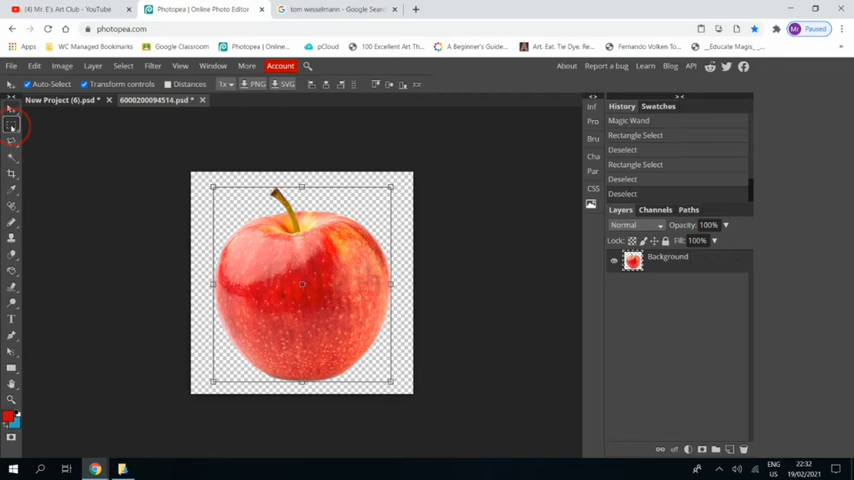 (4) Mr. E's Art Club - YouTube
Photopea | Online Photo Editor
tom wesselmann - Google Search
photopea.com
Mr Paused
Apps
WC Managed Bookmarks
Google Classroom
Photopea | Online...
pCloud
100 Excellent Art Th...
A Beginner's Guide...
Art. Eat. Tie Dye. Re...
Fernando Volken To...
_Educate Magis_ -...
File Edit Image Layer Select Filter View Window More Account
Learn Blog API
About Report a bug
Auto-Select Transform controls Distances 1x PNG SVG
New Project (6).psd *
6000200094514.psd *
Inf
Pro
Bru
Cha
Par
CSS
History Swatches
Magic Wand
Rectangle Select
Deselect
Rectangle Select
Deselect
Deselect
Layers Channels Paths
Normal Opacity: 100%
Lock: Fill: 100%
Background
ENG
US
22:32
19/02/2021